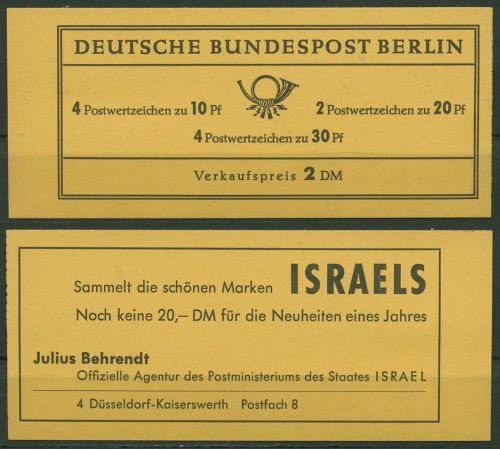 DEUTSCHE BUNDESPOST BERLIN
4 Postwertzeichen zu 10 Pf 2 Postwertzeichen zu 20 Pf
4 Postwertzeichen zu 30 Pf
Verkaufspreis 2 DM
Sammelt die schönen Marken ISRAELS
Noch keine 20,— DM für die Neuheiten eines Jahres
Julius Behrendt
Offizielle Agentur des Postministeriums des Staates ISRAEL
4 Düsseldorf-Kaiserswerth Postfach 8